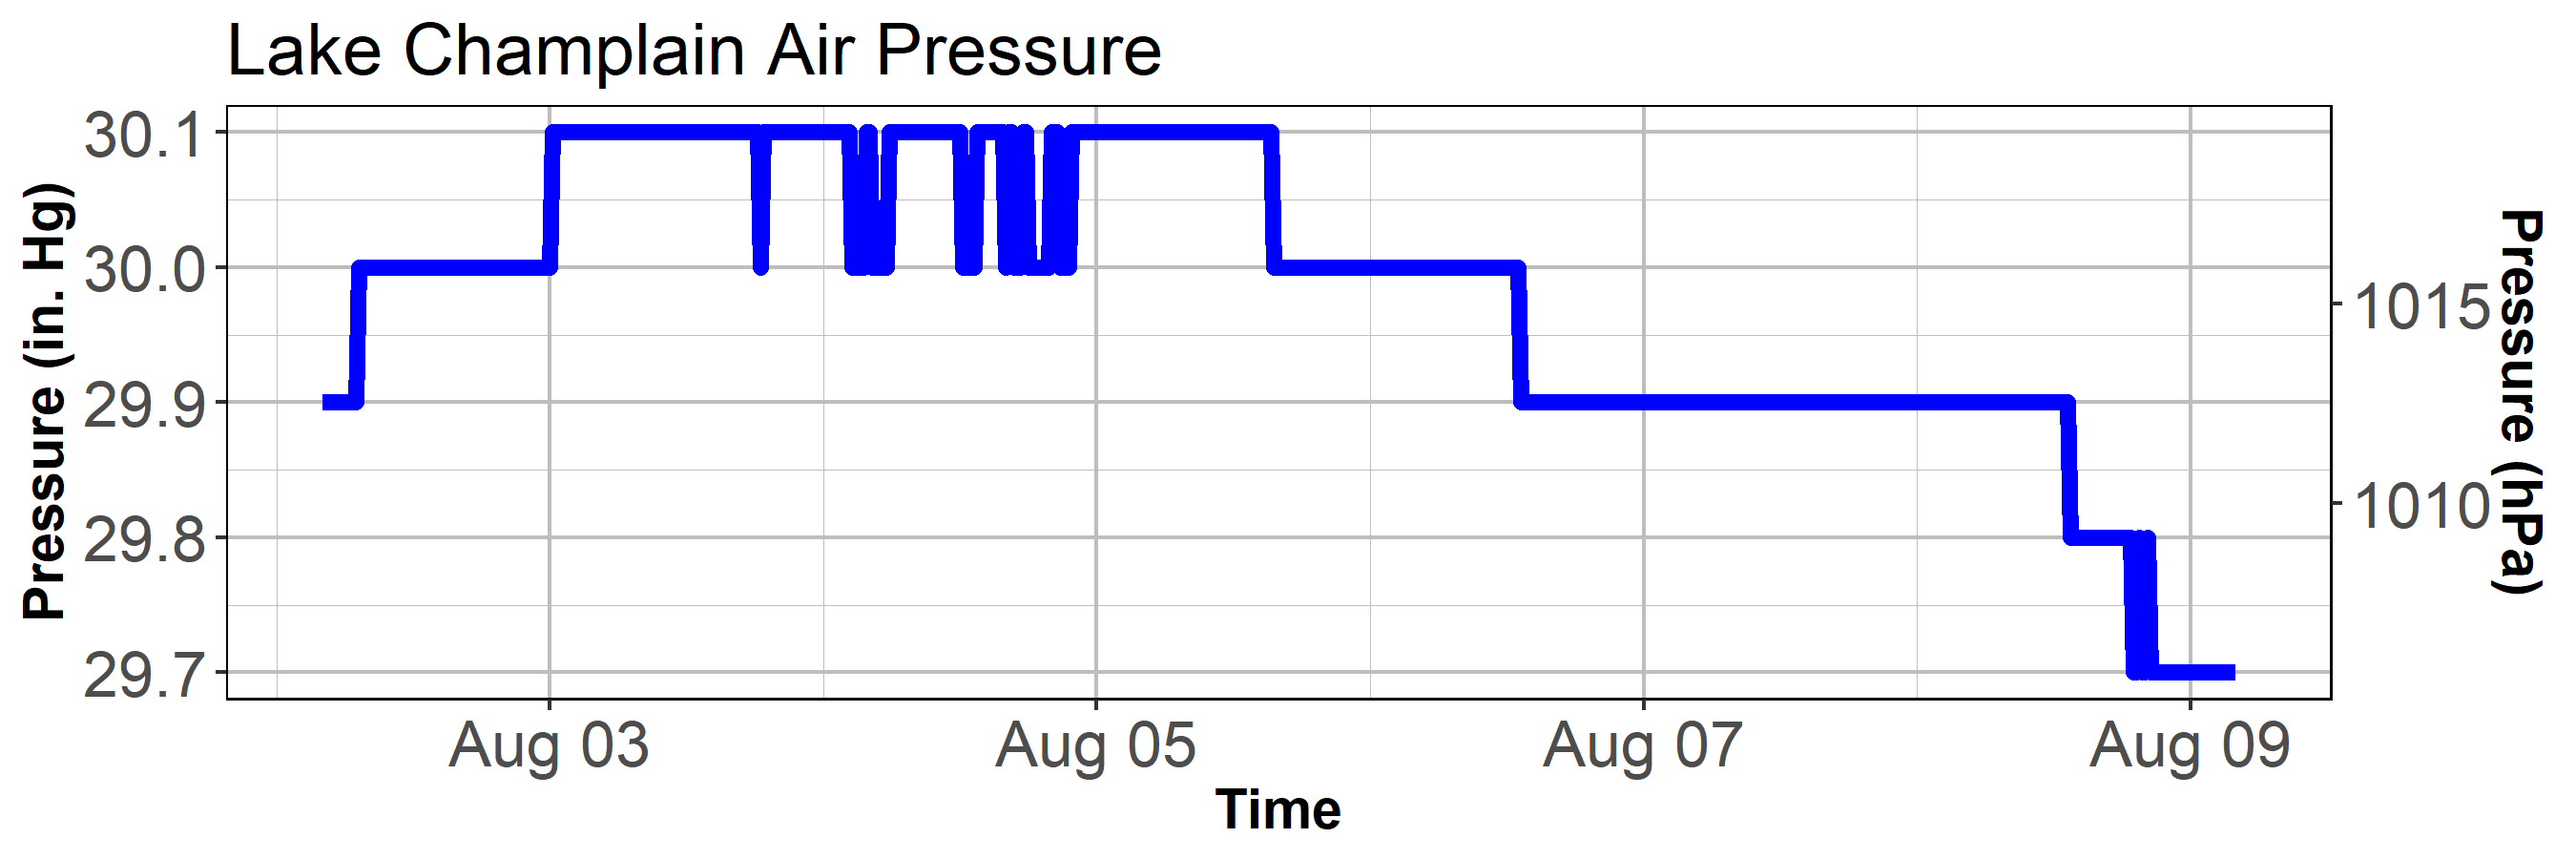 Lake Champlain Air Pressure
30.1
30.0
29.9
29.8
29.7
Pressure (in. Hg)
1015
1010
Pressure (hPa)
Aug 03 Aug 05 Aug 07 Aug 09
Time